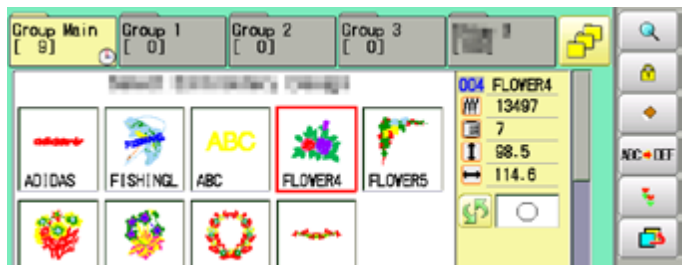 Group Main
[ 9]
Group 1
[ 0]
Group 2
[ 0]
Group 3
[ 0]
004 FLOWER4
13497
7
98.5
114.6
ABC
ADIDAS
FISHINGL
ABC
FLOWER4
FLOWER5
ABC DEF